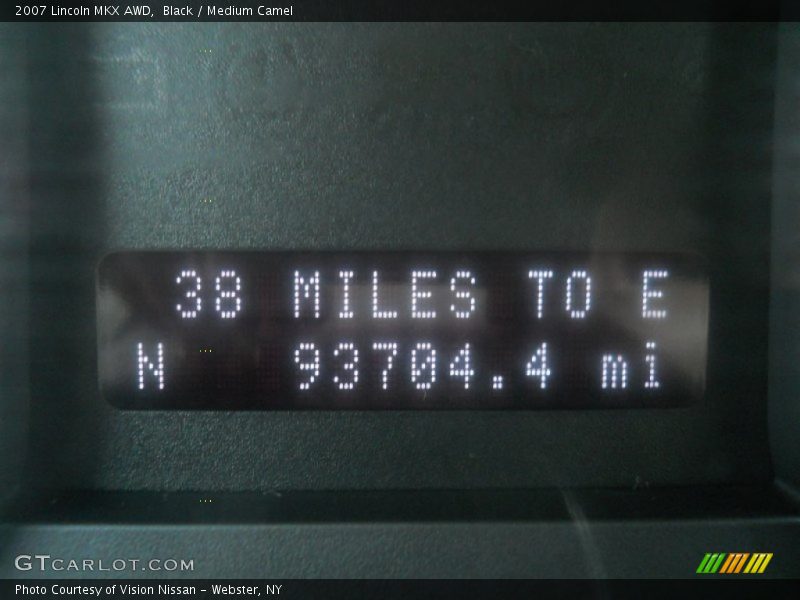 2007 Lincoln MKX AWD,  Black / Medium Camel
38 MILES TO E
N 93704.4 mi
GTCARLOT.COM
Photo Courtesy of Vision Nissan - Webster, NY